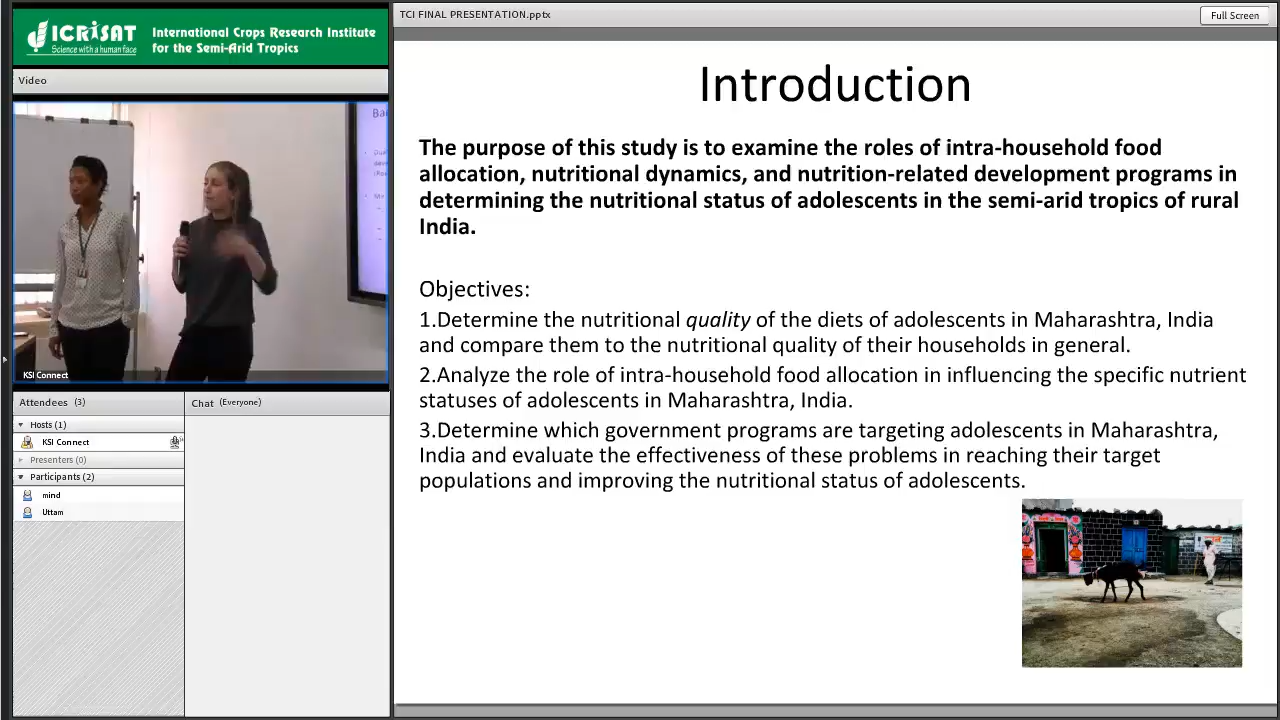 ICRISAT
Science with a human face
International Crops Research Institute
for the Semi-Arid Tropics
Video
KSI Connect
Attendees (3)
Hosts (1)
KSI Connect
Presenters (0)
Participants (2)
mind
Uttam
Chat (Everyone)
TCI FINAL PRESENTATION.pptx
Full Screen
Introduction
The purpose of this study is to examine the roles of intra-household food
allocation, nutritional dynamics, and nutrition-related development programs in
determining the nutritional status of adolescents in the semi-arid tropics of rural
India.
Objectives:
1.Determine the nutritional quality of the diets of adolescents in Maharashtra, India
and compare them to the nutritional quality of their households in general.
2.Analyze the role of intra-household food allocation in influencing the specific nutrient
statuses of adolescents in Maharashtra, India.
3.Determine which government programs are targeting adolescents in Maharashtra,
India and evaluate the effectiveness of these problems in reaching their target
populations and improving the nutritional status of adolescents.